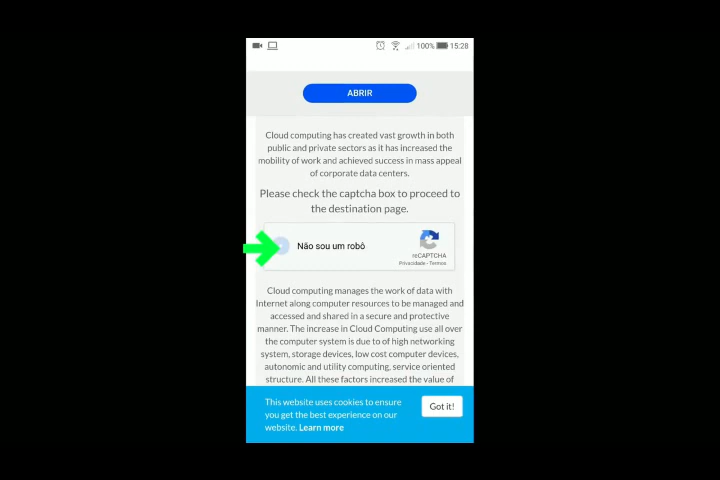 100% 15:28
ABRIR
Cloud computing has created vast growth in both
public and private sectors as it has increased the
mobility of work and achieved success in mass appeal
of corporate data centers.
Please check the captcha box to proceed to
the destination page.
Não sou um robô
reCAPTCHA
Privacidade - Termos
Cloud computing manages the work of data with
Internet along computer resources to be managed and
accessed and shared in a secure and protective
manner. The increase in Cloud Computing use all over
the computer system is due to of high networking
system, storage devices, low cost computer devices,
autonomic and utility computing, service oriented
structure. All these factors increased the value of
This website uses cookies to ensure
you get the best experience on our
website. Learn more
Got it!